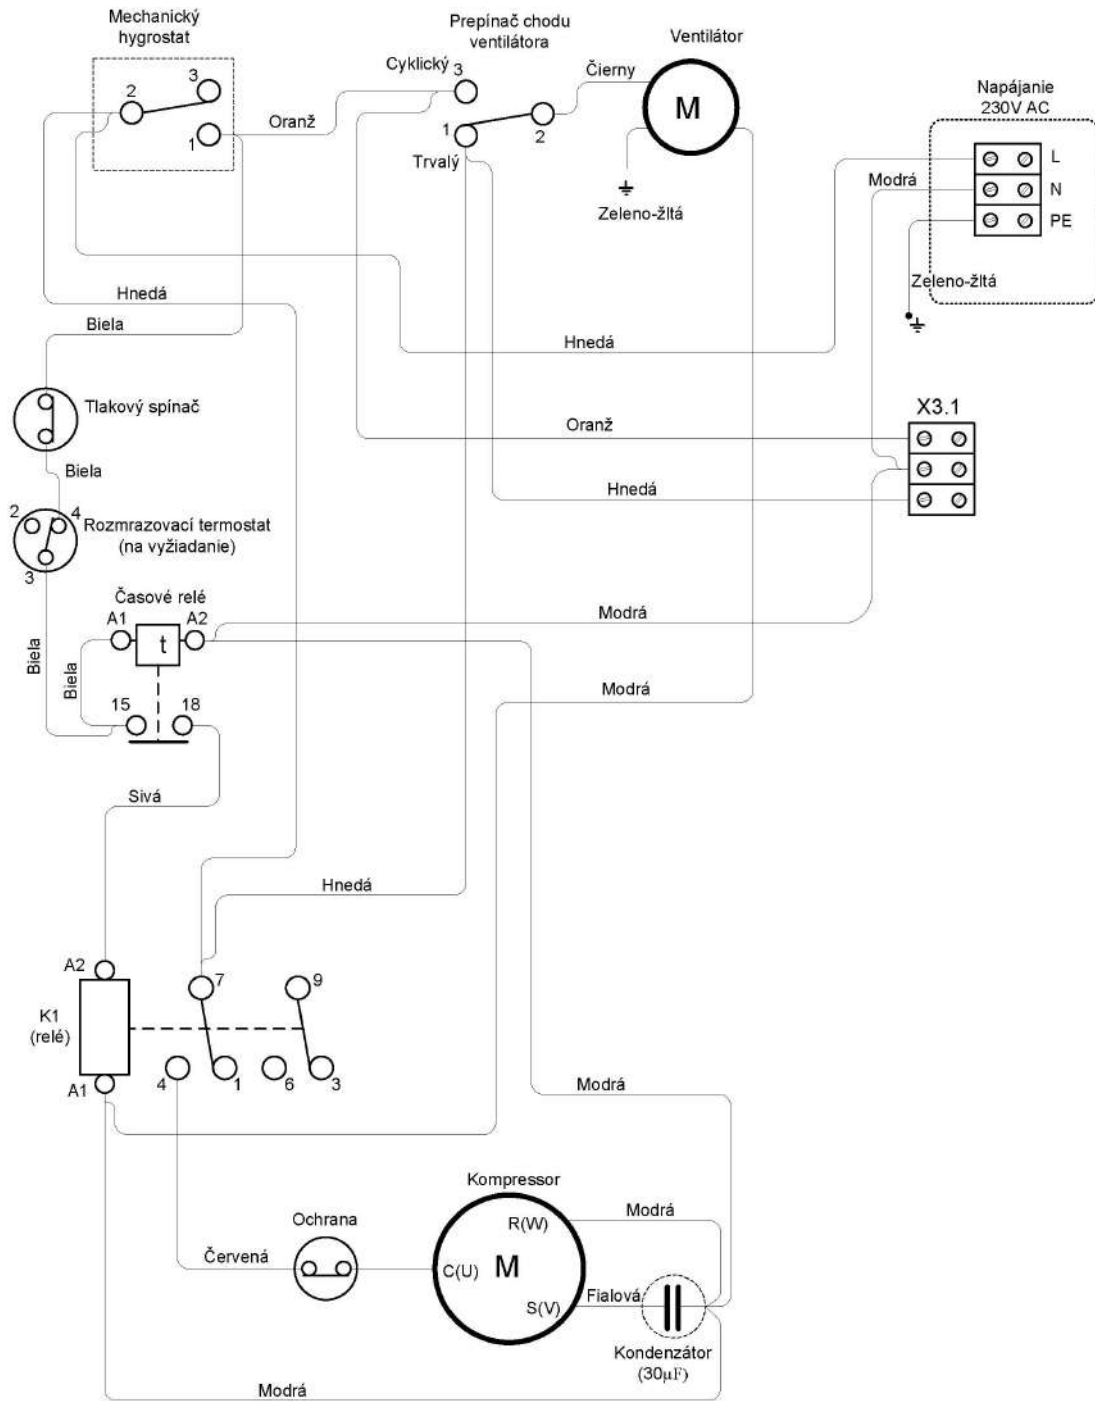 Mechanický
hygrostat
3
2
1
Oranž
Prepínač chodu
ventilátora
Cyklický
3
1
2
Trvalý
Čierny
Ventilátor
M
Zeleno-žltá
Napájanie
230V AC
L
N
PE
Modrá
Zeleno-žltá
Hnedá
Biela
Hnedá
Tlakový spínač
X3.1
Oranž
Biela
Hnedá
2
4
3
Rozmrazovací termostat
(na vyžiadanie)
Časové relé
A1
A2
t
Modrá
Biela
Biela
15
18
Modrá
Sivá
Hnedá
A2
7
9
K1
(relé)
A1
4
1
6
3
Modrá
Kompressor
R(W)
Modrá
Ochrana
Červená
C(U)
M
S(V)
Fialová
Kondenzátor
(30µF)
Modrá